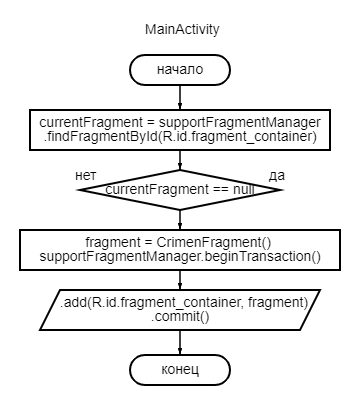 MainActivity
начало
currentFragment = supportFragmentManager
.findFragmentById(R.id.fragment_container)
нет
да
currentFragment == null
fragment = CrimenFragment()
supportFragmentManager.beginTransaction()
.add(R.id.fragment_container, fragment)
.commit()
конец